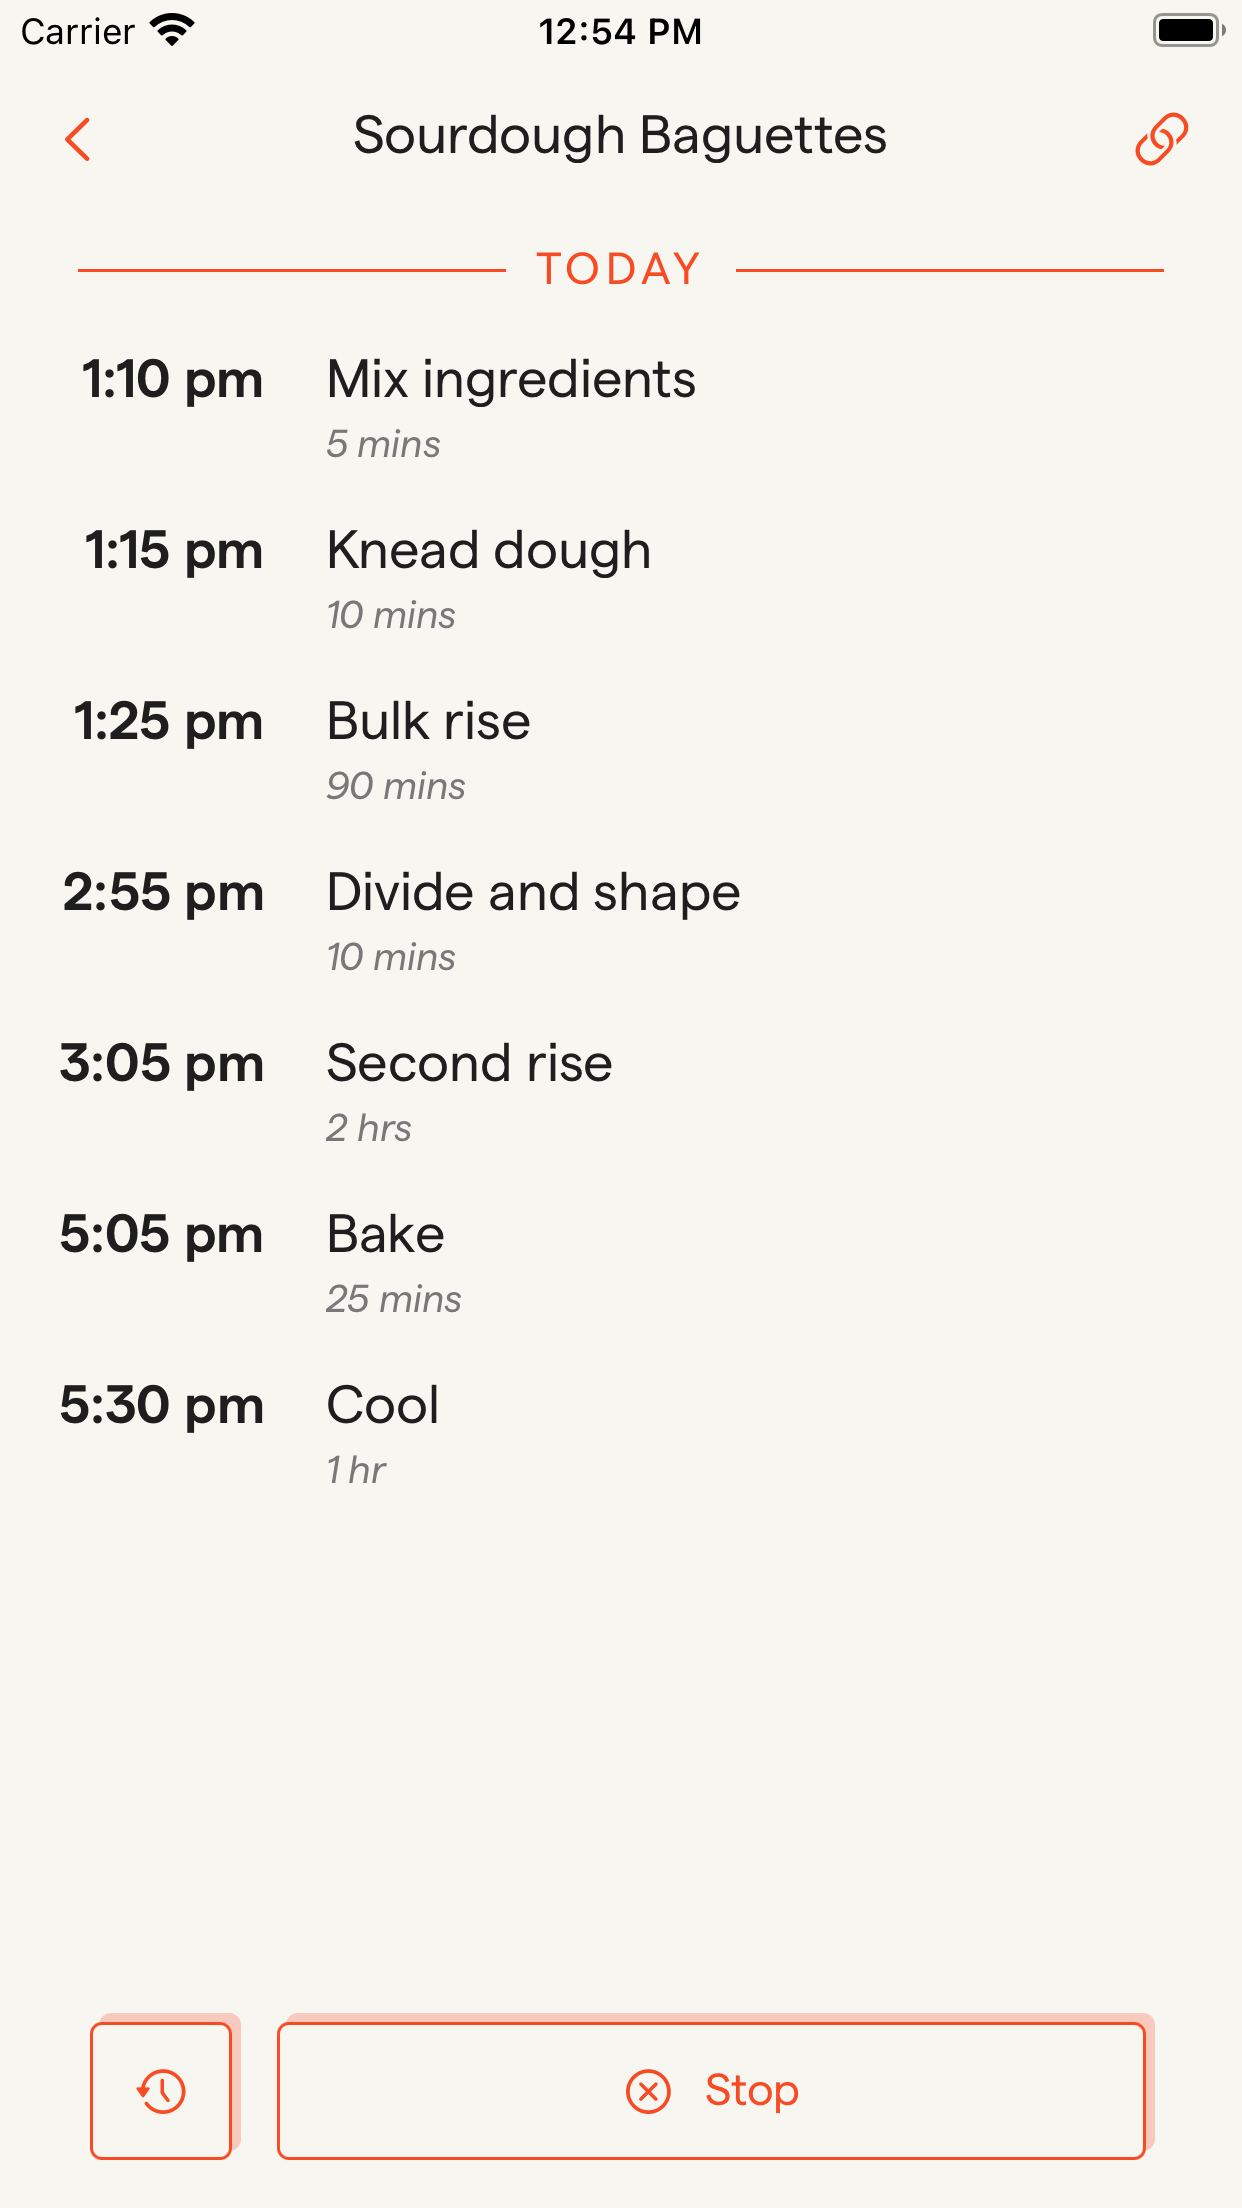 Carrier 12:54 PM
Sourdough Baguettes
TODAY
1:10 pm Mix ingredients
5 mins
1:15 pm Knead dough
10 mins
1:25 pm Bulk rise
90 mins
2:55 pm Divide and shape
10 mins
3:05 pm Second rise
2 hrs
5:05 pm Bake
25 mins
5:30 pm Cool
1 hr
Stop